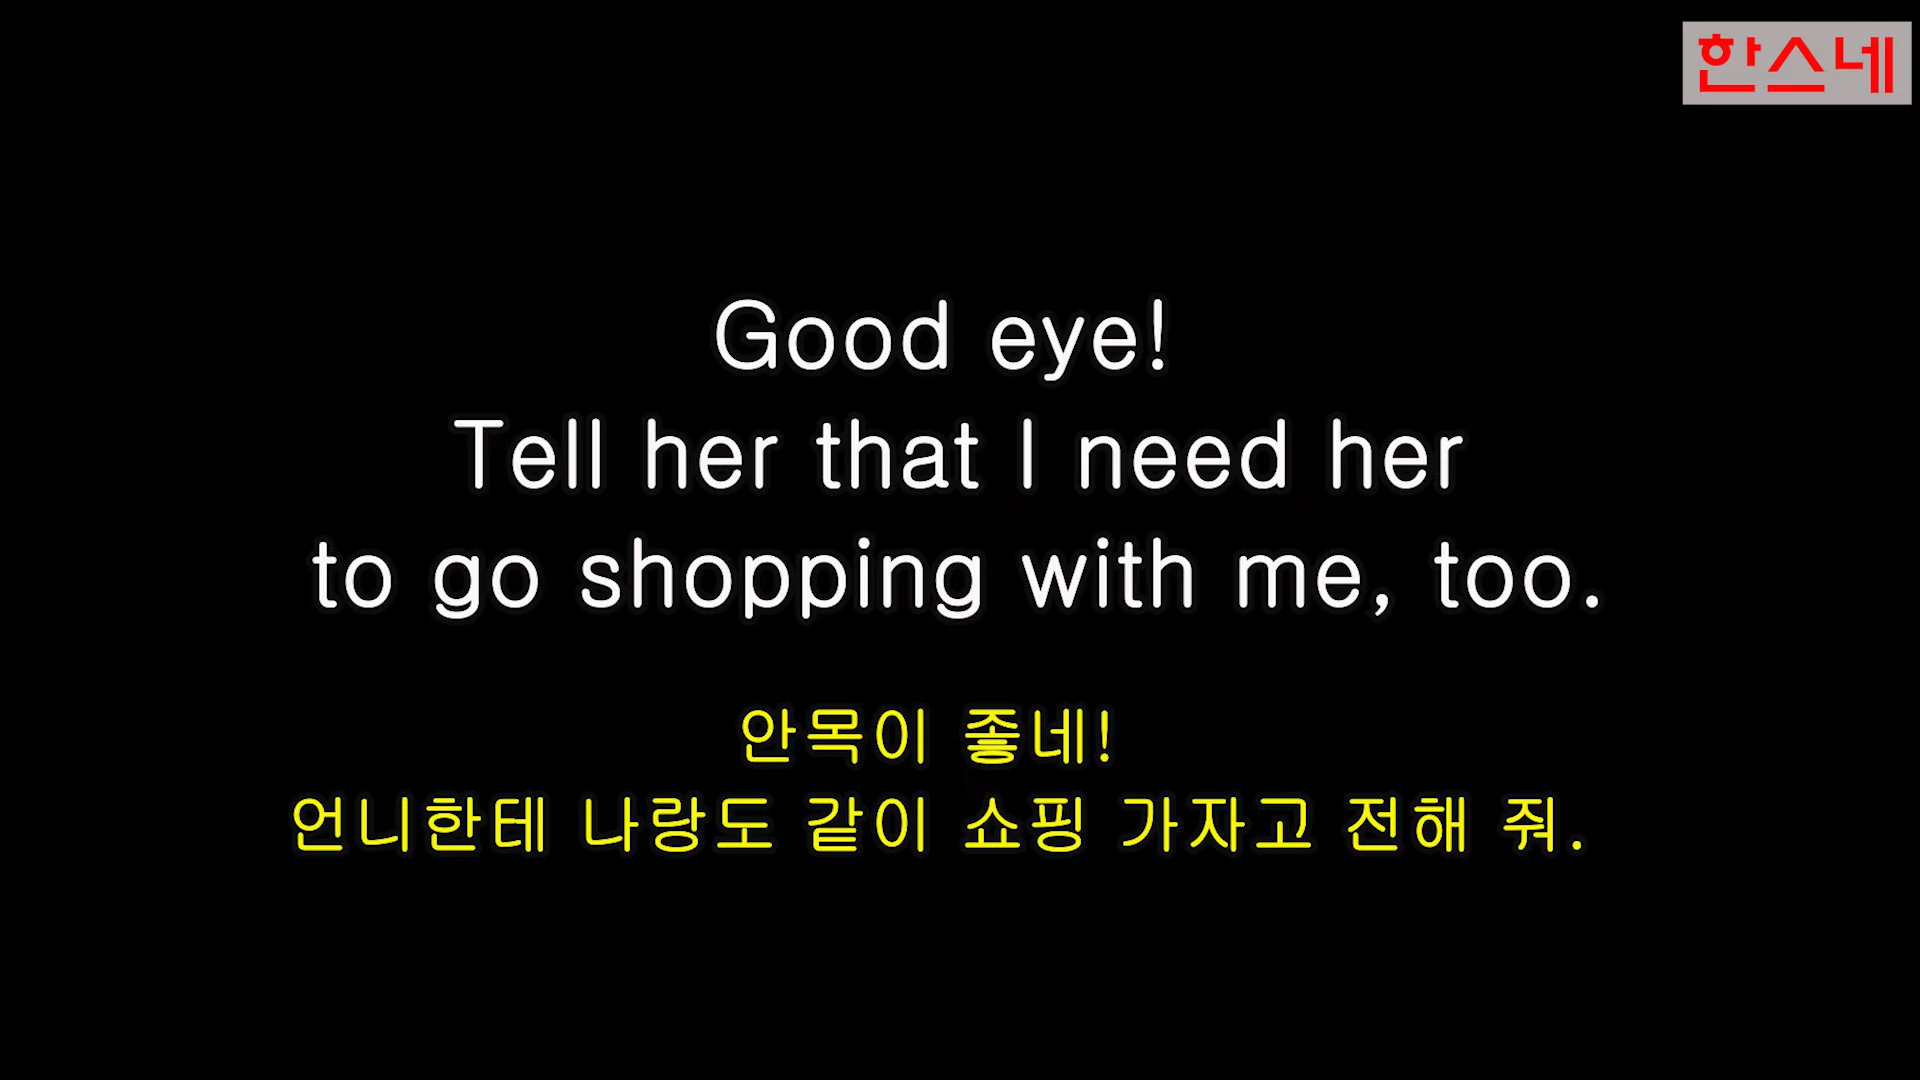 한스네
Good eye!
Tell her that I need her
to go shopping with me, too.
안목이 좋네!
언니한테 나랑도 같이 쇼핑 가자고 전해 줘.